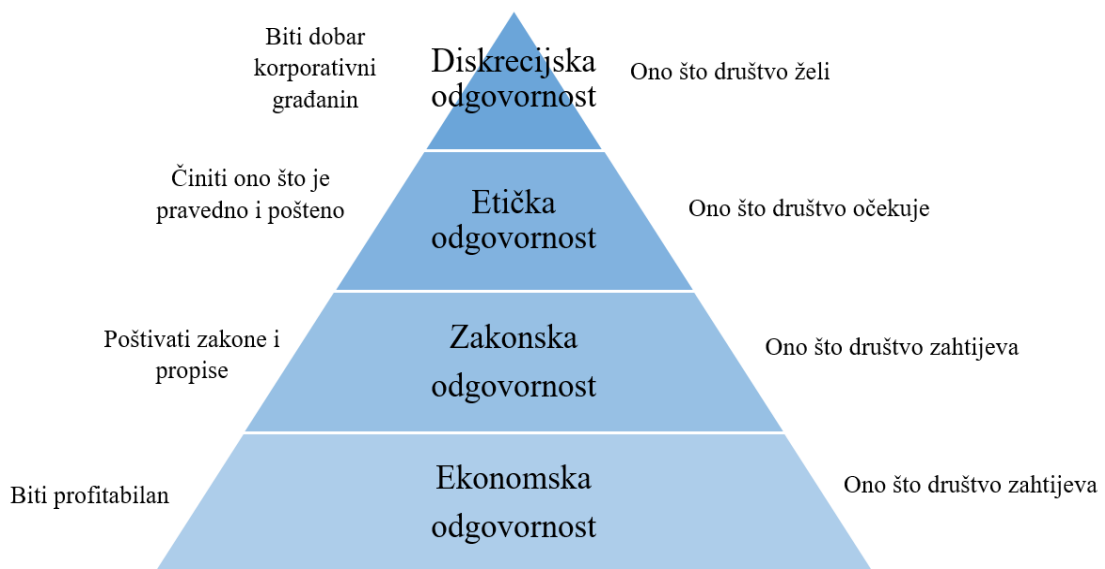 Biti dobar
korporativni
građanin
Diskrecijska
odgovornost
Ono što društvo želi
Činiti ono što je
pravedno i pošteno
Etička
odgovornost
Ono što društvo očekuje
Poštivati zakone i
propise
Zakonska
odgovornost
Ono što društvo zahtijeva
Biti profitabilan
Ekonomska
odgovornost
Ono što društvo zahtijeva